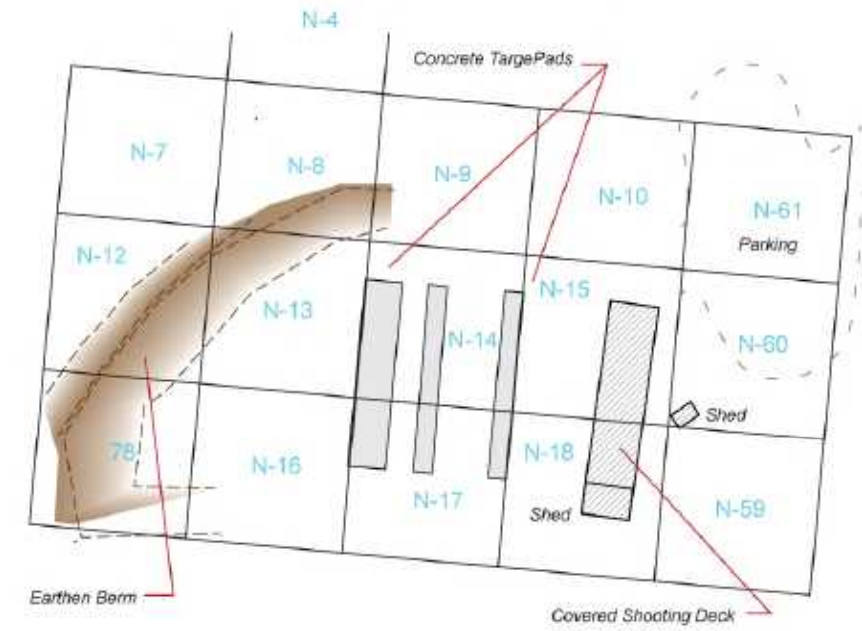 N-4
Concrete TargePads
N-7
N-8
N-9
N-10
N-61
Parking
N-12
N-13
N-14
N-15
N-60
Shed
78
N-16
N-17
N-18
Shed
N-59
Earthen Berm
Covered Shooting Deck